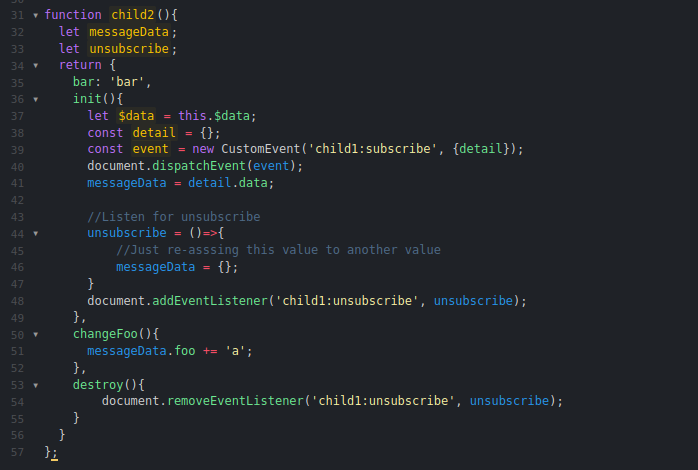 31 ▾ function child2(){
32   let messageData;
33   let unsubscribe;
34 ▾   return {
35     bar: 'bar',
36 ▾     init(){
37       let $data = this.$data;
38       const detail = {};
39       const event = new CustomEvent('child1:subscribe', {detail});
40       document.dispatchEvent(event);
41       messageData = detail.data;
42
43       //Listen for unsubscribe
44 ▾       unsubscribe = ()=>{
45           //Just re-asssing this value to another value
46           messageData = {};
47       }
48       document.addEventListener('child1:unsubscribe', unsubscribe);
49     },
50 ▾     changeFoo(){
51       messageData.foo += 'a';
52     },
53 ▾     destroy(){
54         document.removeEventListener('child1:unsubscribe', unsubscribe);
55     }
56   }
57 };